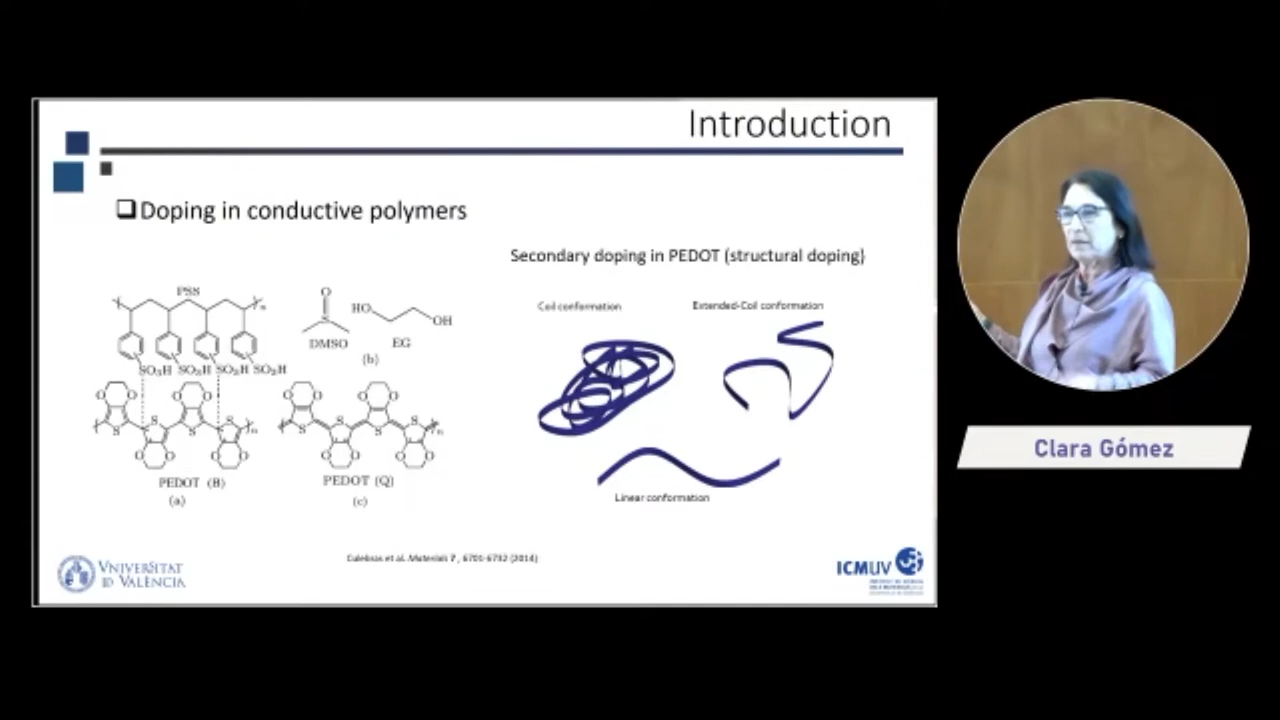 Introduction
Doping in conductive polymers
Secondary doping in PEDOT (structural doping)
PSS
n
O
S
DMSO
HO
OH
EG
(b)
SO₃H SO₃H SO₃H SO₃H
O O O O
S S S S
n
O O O O
PEDOT (B)
(a)
O O O O
S S S S
n
O O O O
PEDOT (Q)
(c)
Coil conformation
Extended-Coil conformation
Linear conformation
Culebras et al. Materials 7, 6701-6732 (2014)
VNIVERSITAT
ID VALÈNCIA
ICMUV
Clara Gómez